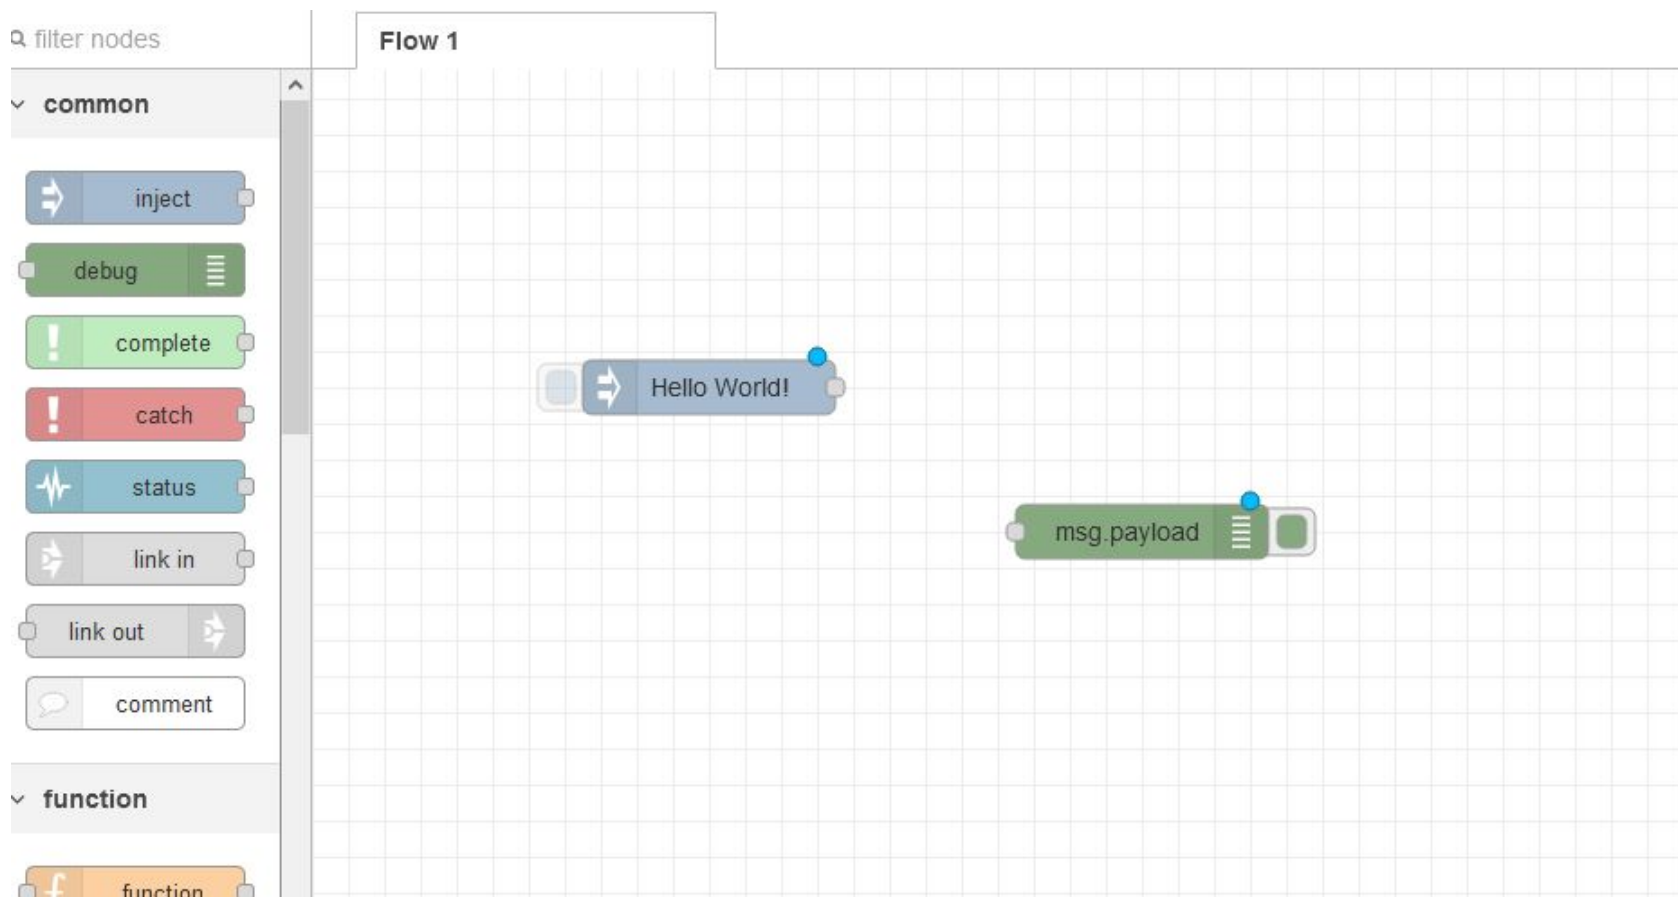 filter nodes
Flow 1
common
inject
debug
complete
catch
status
link in
link out
comment
function
function
Hello World!
msg.payload